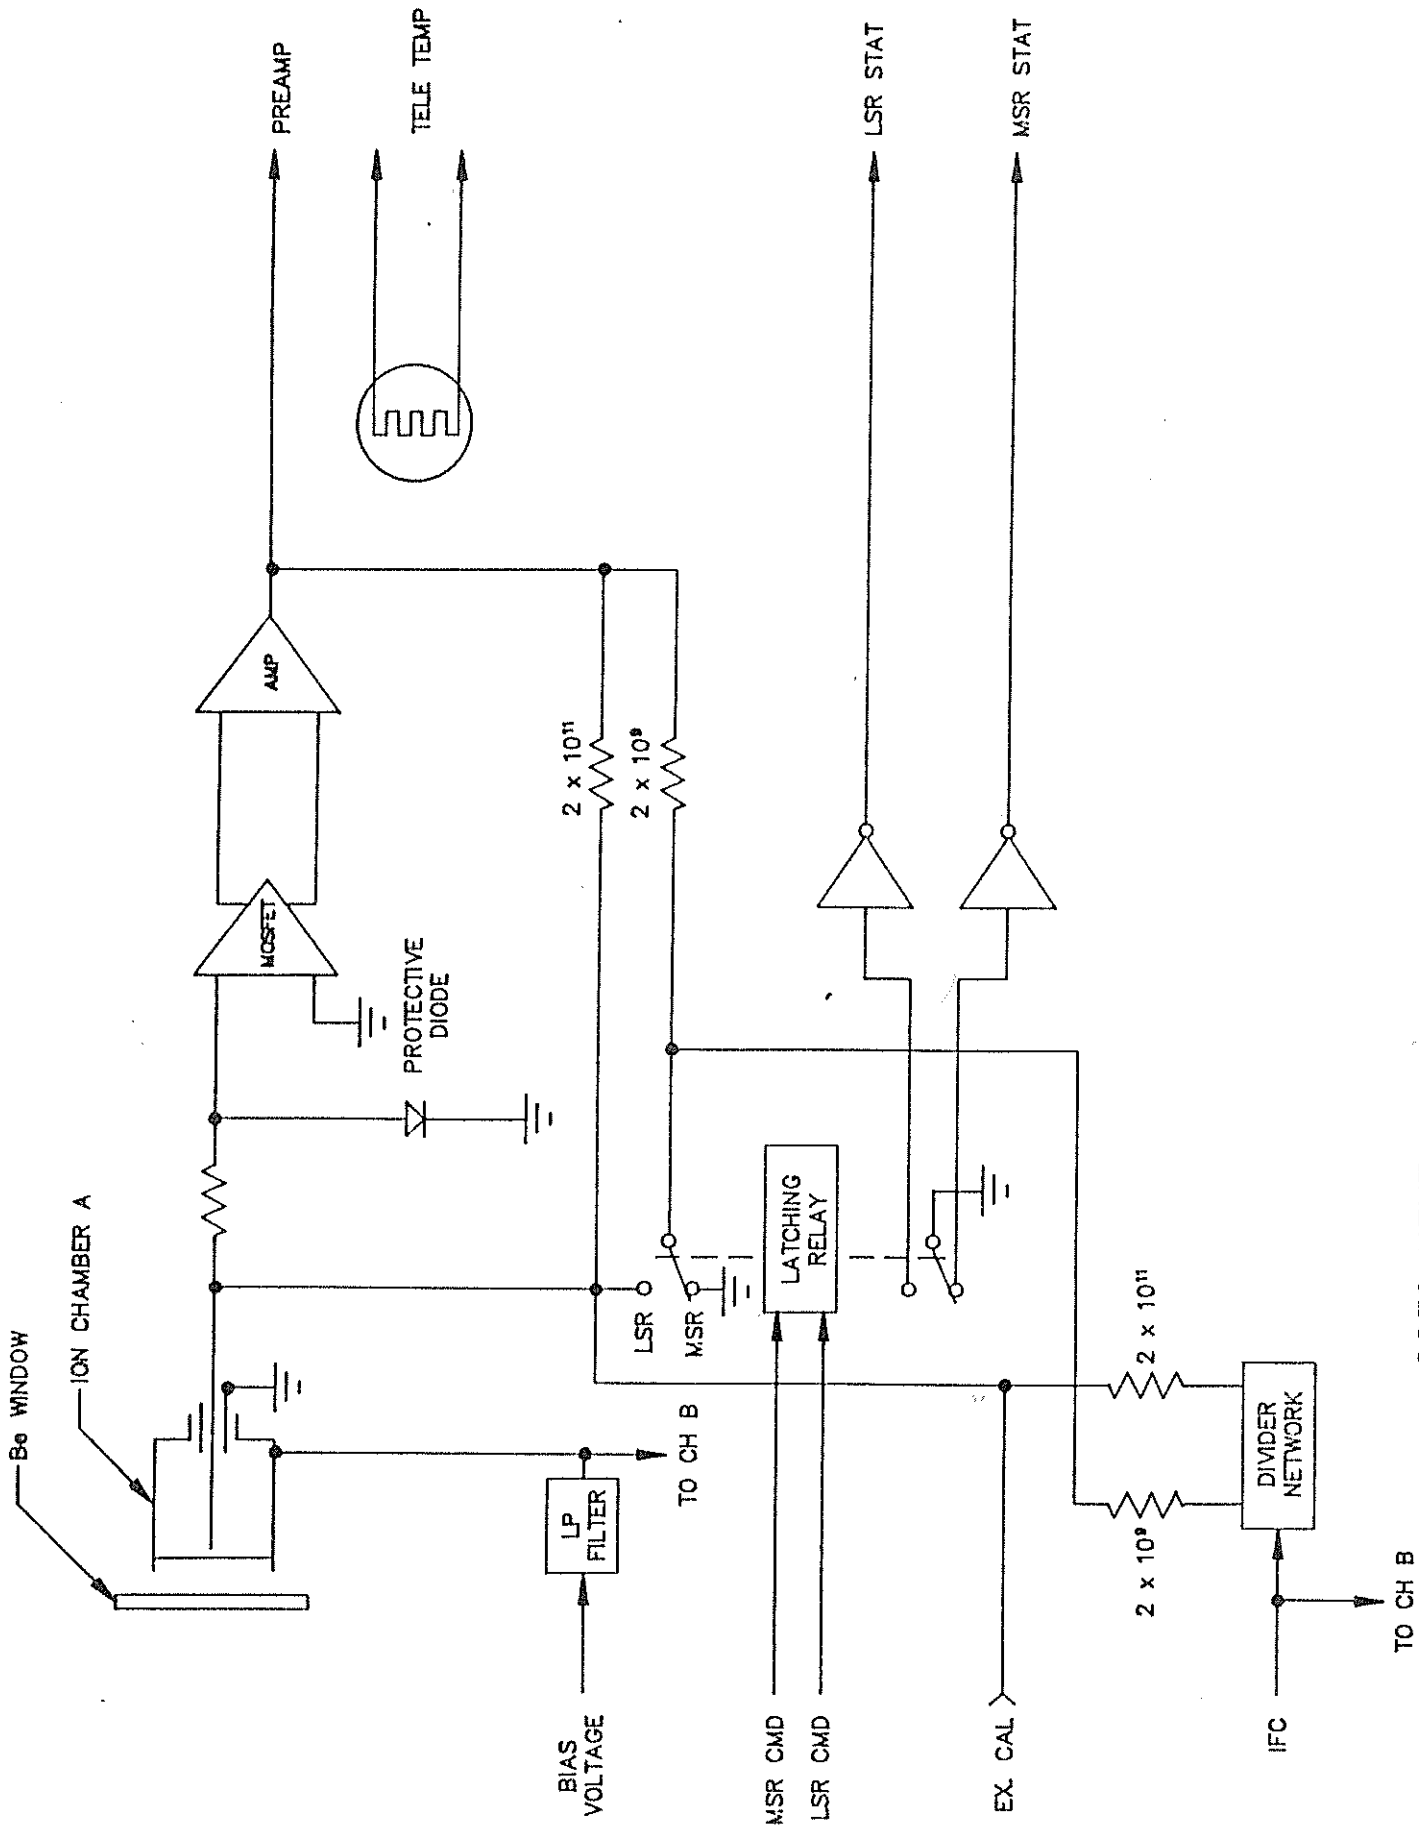 Be WINDOW
ION CHAMBER A
PROTECTIVE
DIODE
MOSFET
AMP
PREAMP
TELE TEMP
BIAS
VOLTAGE
LP
FILTER
TO CH B
2 x 10¹¹
2 x 10⁹
LSR
MSR
MSR CMD
LSR CMD
LATCHING
RELAY
LSR STAT
MSR STAT
EX. CAL
2 x 10¹¹
2 x 10⁹
DIVIDER
NETWORK
IFC
TO CH B